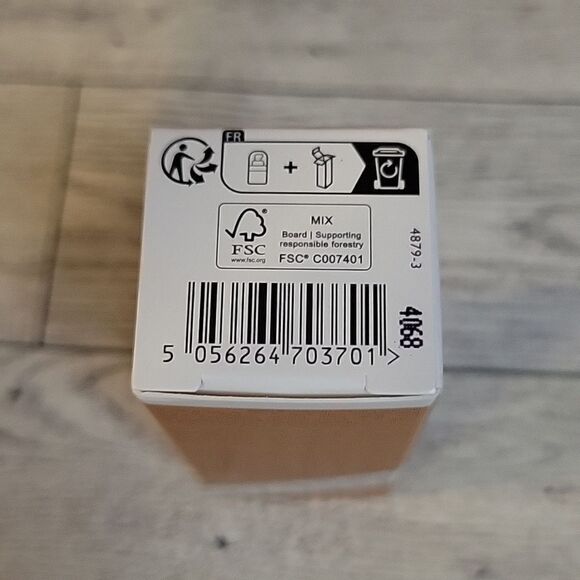 FR
+
MIX
Board | Supporting
responsible forestry
FSC® C007401
FSC
www.fsc.org
4879-3
4068
5 056264 703701 >